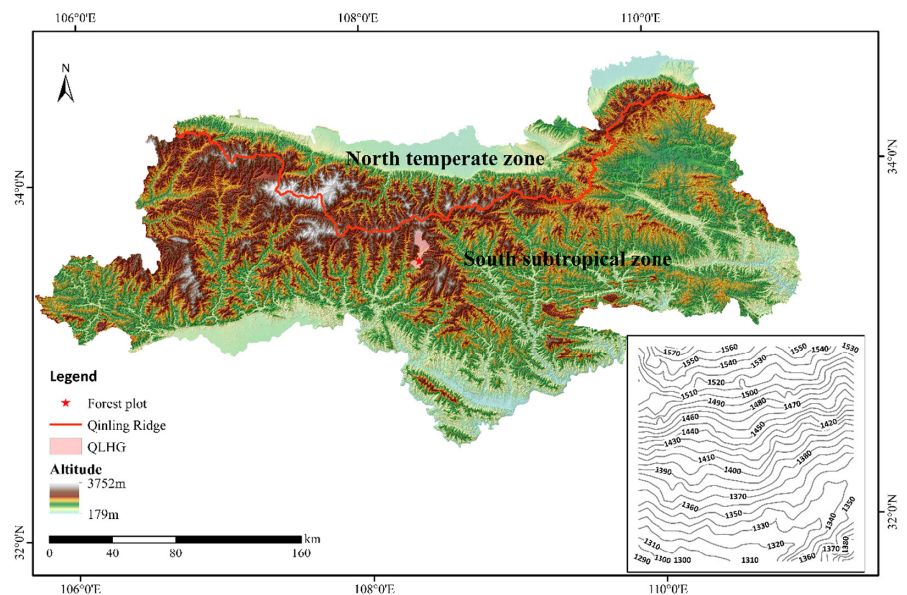 106°0'E 108°0'E 110°0'E
N
34°0'N
34°0'N
North temperate zone
South subtropical zone
Legend
Forest plot
Qinling Ridge
QLHG
Altitude
3752m
179m
km
0 40 80 160
32°0'N
32°0'N
106°0'E 108°0'E 110°0'E
1570 1560 1550 1530
1550 1540 1530 1540
1520
1510 1500
1490 1480 1470
1460
1440 1450 1420
1430
1410 1380
1390 1400
1370
1360 1350
1350 1340
1330
1310 1320 1380
1370
1290 1300 1300 1310 1360